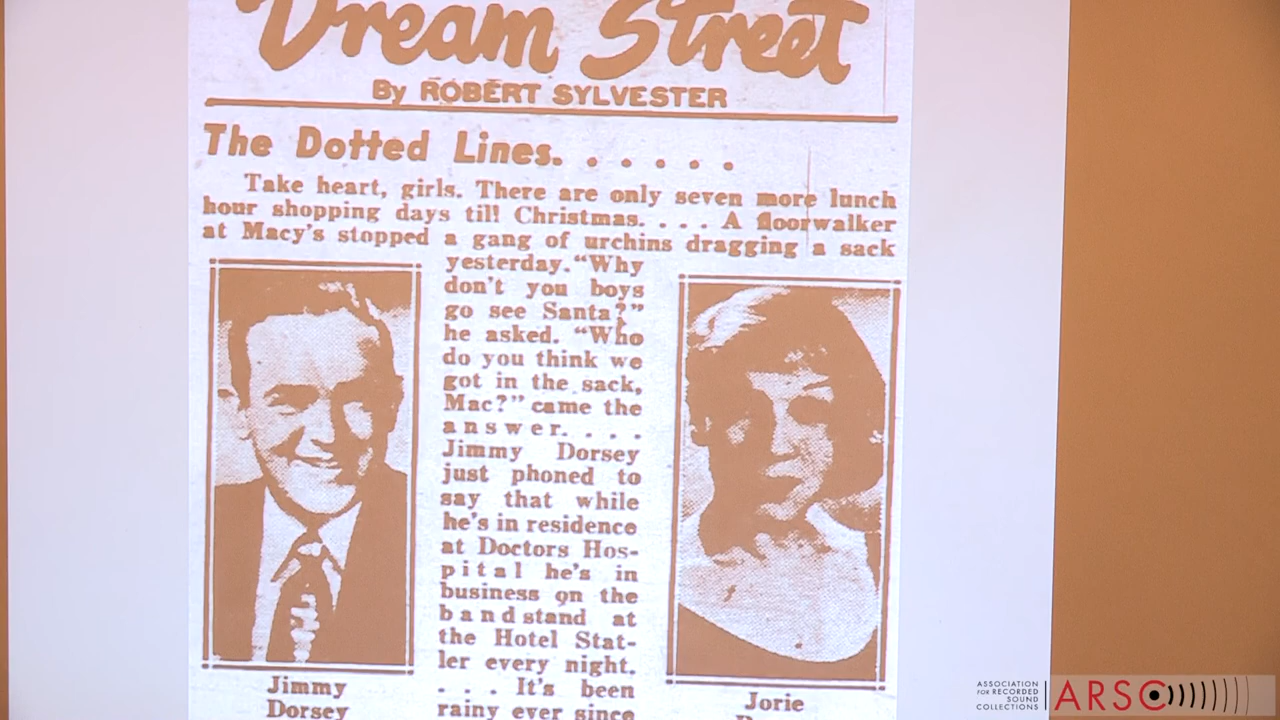 Dream Street
By ROBERT SYLVESTER
The Dotted Lines. . . . . . .
Take heart, girls. There are only seven more lunch
hour shopping days till Christmas. . . . A floorwalker
at Macy's stopped a gang of urchins dragging a sack
yesterday. "Why
don't you boys
go see Santa?"
he asked. "Who
do you think we
got in the sack,
Mac?" came the
answer. . . .
Jimmy Dorsey
just phoned to
say that while
he's in residence
at Doctors Hos-
pital he's in
business on the
bandstand at
the Hotel Stat-
ler every night.
. . . It's been
rainy ever since
Jimmy
Dorsey
Jorie
ASSOCIATION
FOR RECORDED
SOUND
COLLECTIONS
ARSC